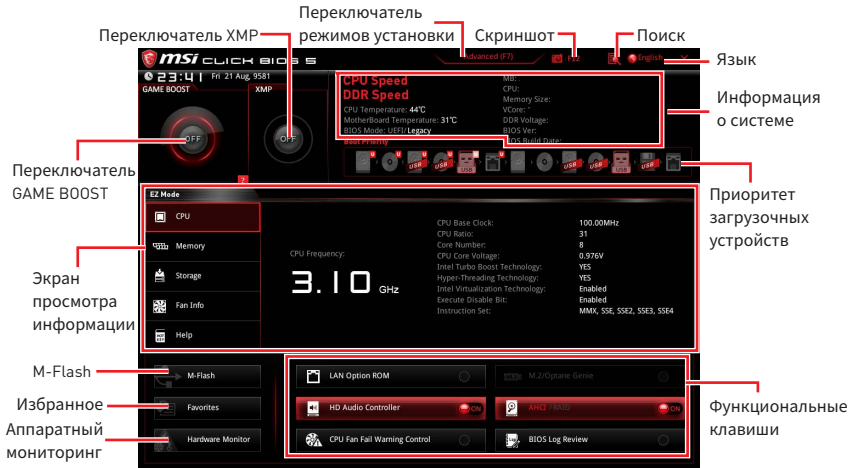 Переключатель
режимов установки
Переключатель XMP
Скриншот
Поиск
Язык
Информация
о системе
Переключатель
GAME BOOST
Приоритет
загрузочных
устройств
Экран
просмотра
информации
M-Flash
Избранное
Аппаратный
мониторинг
Функциональные
клавиши
msi CLICK BIOS 5
Advanced (F7)
F12
English
X
23:41 Fri 21 Aug, 9581
GAME BOOST
XMP
OFF
OFF
?
CPU Speed
DDR Speed
CPU Temperature: 44°C
MotherBoard Temperature: 31°C
BIOS Mode: UEFI/Legacy
MB:
CPU:
Memory Size:
VCore:
DDR Voltage:
BIOS Ver:
BIOS Build Date:
Boot Priority
U U U U U U U
USB USB USB USB USB USB
EZ Mode
CPU
Memory
Storage
Fan Info
Help
CPU Frequency:
3.10 GHz
CPU Base Clock: 100.00MHz
CPU Ratio: 31
Core Number: 8
CPU Core Voltage: 0.976V
Intel Turbo Boost Technology: YES
Hyper-Threading Technology: YES
Intel Virtualization Technology: Enabled
Execute Disable Bit: Enabled
Instruction Set: MMX, SSE, SSE2, SSE3, SSE4
M-Flash
Favorites
Hardware Monitor
LAN Option ROM
M.2/Optane Genie
HD Audio Controller ON
AHCI /RAID ON
CPU Fan Fail Warning Control
BIOS Log Review